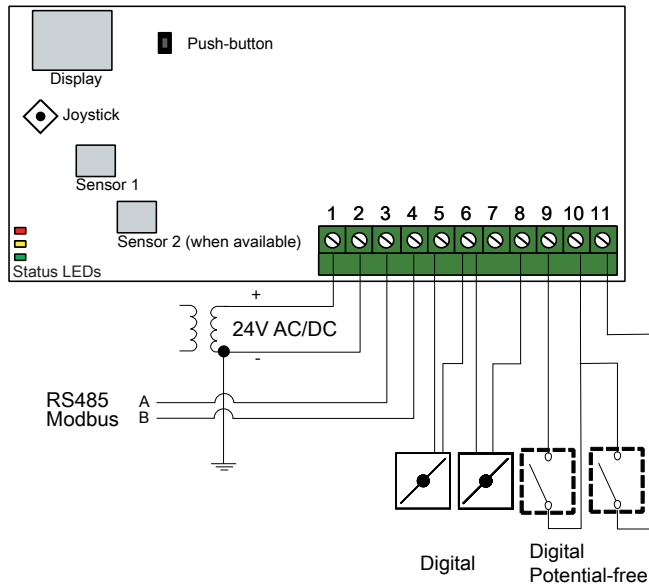 Push-button
Display
Joystick
Sensor 1
Sensor 2 (when available)
Status LEDs
1 2 3 4 5 6 7 8 9 10 11
+
24V AC/DC
-
RS485 A
Modbus B
Digital
Digital
Potential-free